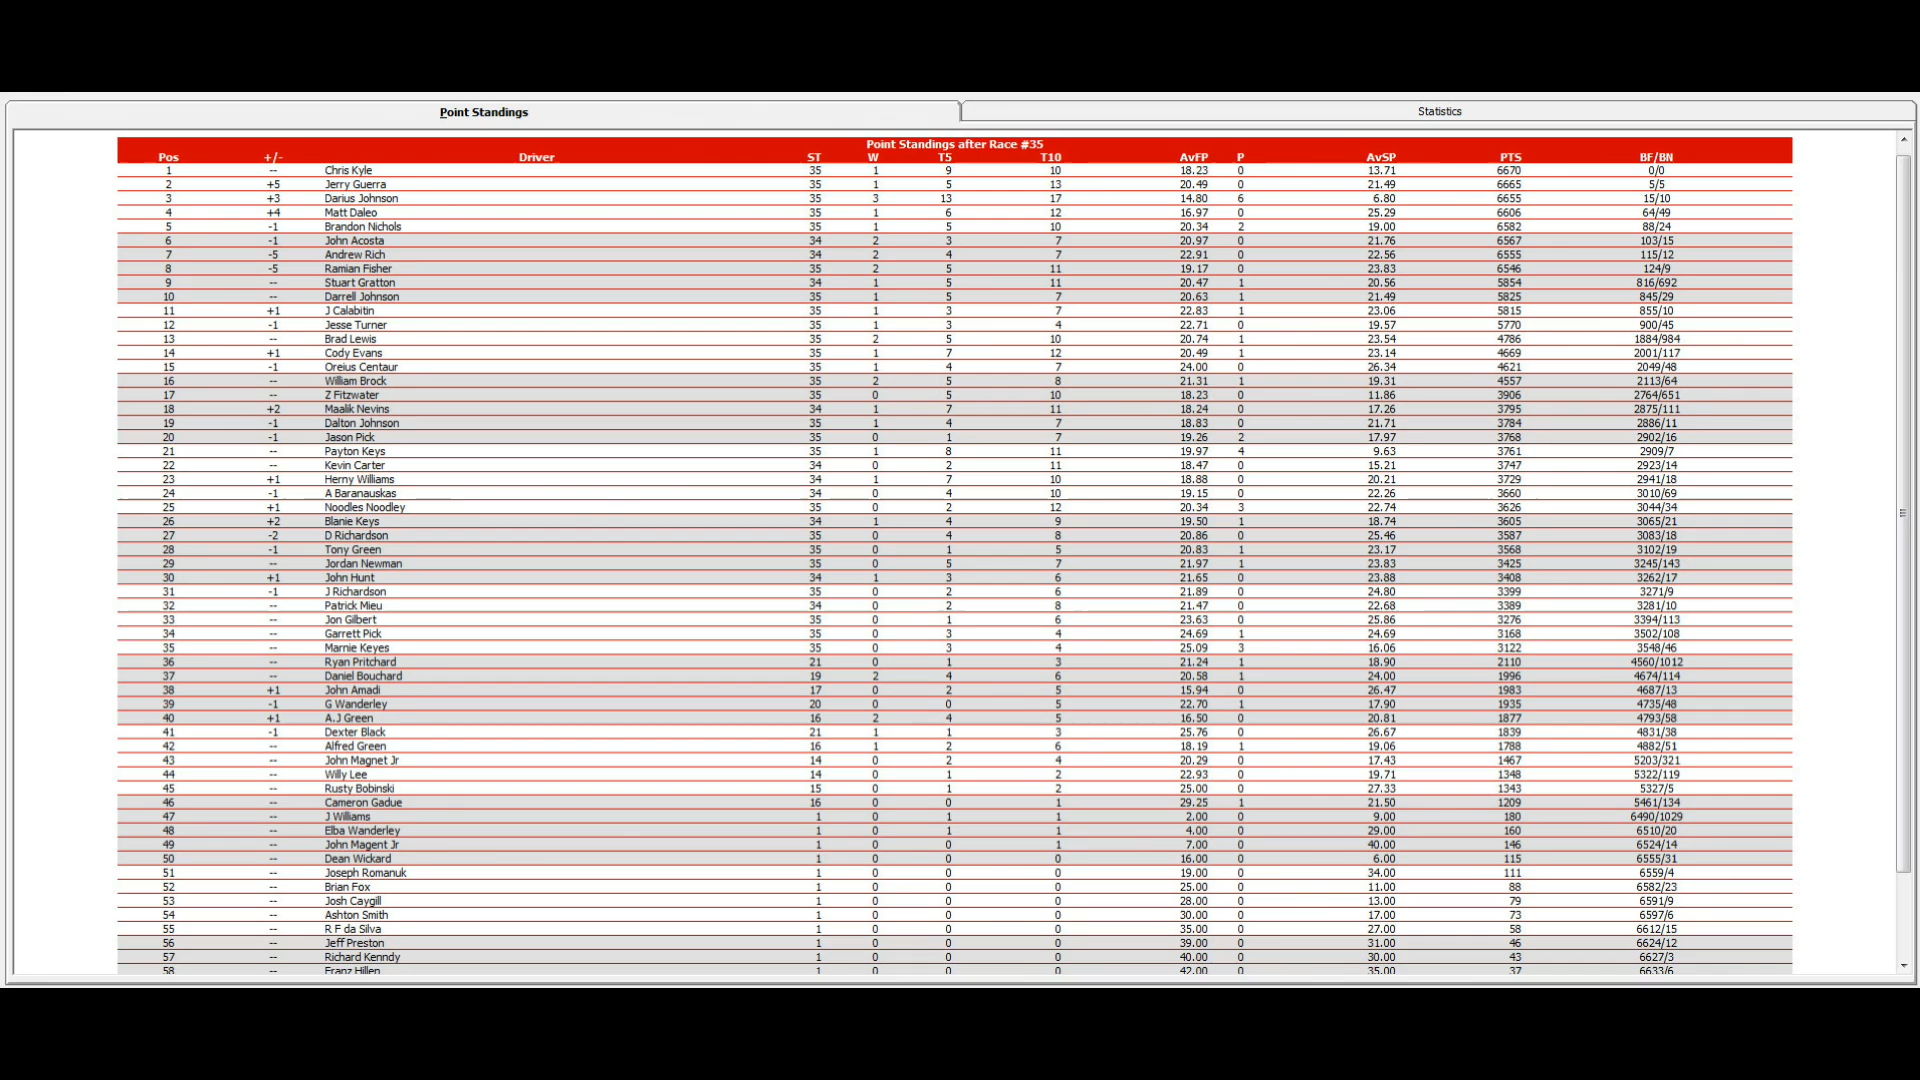 Point Standings Statistics
Point Standings after Race #35
Pos +/- Driver ST W T5 T10 AvFP P AvSP PTS BF/BN
1 -- Chris Kyle 35 1 9 10 18.23 0 13.71 6670 0/0
2 +5 Jerry Guerra 35 1 5 13 20.49 0 21.49 6665 5/5
3 +3 Darius Johnson 35 3 13 17 14.80 6 6.80 6655 15/10
4 +4 Matt Daleo 35 1 6 12 16.97 0 25.29 6606 64/49
5 -1 Brandon Nichols 35 1 5 10 20.34 2 19.00 6582 88/24
6 -1 John Acosta 34 2 3 7 20.97 0 21.76 6567 103/15
7 -5 Andrew Rich 34 2 4 7 22.91 0 22.56 6555 115/12
8 -5 Ramian Fisher 35 2 5 11 19.17 0 23.83 6546 124/9
9 -- Stuart Gratton 34 1 5 11 20.47 1 20.56 5854 816/692
10 -- Darrell Johnson 35 1 5 7 20.63 1 21.49 5825 845/29
11 +1 J Calabitin 35 1 3 7 22.83 1 23.06 5815 855/10
12 -1 Jesse Turner 35 1 3 4 22.71 0 19.57 5770 900/45
13 -- Brad Lewis 35 2 5 10 20.74 1 23.54 4786 1884/984
14 +1 Cody Evans 35 1 7 12 20.49 1 23.14 4669 2001/117
15 -1 Oreius Centaur 35 1 4 7 24.00 0 26.34 4621 2049/48
16 -- William Brock 35 2 5 8 21.31 1 19.31 4557 2113/64
17 -- Z Fitzwater 35 0 5 10 18.23 0 11.86 3906 2764/651
18 +2 Maalik Nevins 34 1 7 11 18.24 0 17.26 3795 2875/111
19 -1 Dalton Johnson 35 1 4 7 18.83 0 21.71 3784 2886/11
20 -1 Jason Pick 35 0 1 7 19.26 2 17.97 3768 2902/16
21 -- Payton Keys 35 1 8 11 19.97 4 9.63 3761 2909/7
22 -- Kevin Carter 34 0 2 11 18.47 0 15.21 3747 2923/14
23 +1 Herny Williams 34 1 7 10 18.88 0 20.21 3729 2941/18
24 -1 A Baranauskas 34 0 4 10 19.15 0 22.26 3660 3010/69
25 +1 Noodles Noodley 35 0 2 12 20.34 3 22.74 3626 3044/34
26 +2 Blanie Keys 34 1 4 9 19.50 1 18.74 3605 3065/21
27 -2 D Richardson 35 0 4 8 20.86 0 25.46 3587 3083/18
28 -1 Tony Green 35 0 1 5 20.83 1 23.17 3568 3102/19
29 -- Jordan Newman 35 0 5 7 21.97 1 23.83 3425 3245/143
30 +1 John Hunt 34 1 3 6 21.65 0 23.88 3408 3262/17
31 -1 J Richardson 35 0 2 6 21.89 0 24.80 3399 3271/9
32 -- Patrick Mieu 34 0 2 8 21.47 0 22.68 3389 3281/10
33 -- Jon Gilbert 35 0 1 6 23.63 0 25.86 3276 3394/113
34 -- Garrett Pick 35 0 3 4 24.69 1 24.69 3168 3502/108
35 -- Marnie Keyes 35 0 3 4 25.09 3 16.06 3122 3548/46
36 -- Ryan Pritchard 21 0 1 3 21.24 1 18.90 2110 4560/1012
37 -- Daniel Bouchard 19 2 4 6 20.58 1 24.00 1996 4674/114
38 +1 John Amadi 17 0 2 5 15.94 0 26.47 1983 4687/13
39 -1 G Wanderley 20 0 0 5 22.70 1 17.90 1935 4735/48
40 +1 A.J Green 16 2 4 5 16.50 0 20.81 1877 4793/58
41 -1 Dexter Black 21 1 1 3 25.76 0 26.67 1839 4831/38
42 -- Alfred Green 16 1 2 6 18.19 1 19.06 1788 4882/51
43 -- John Magnet Jr 14 0 2 4 20.29 0 17.43 1467 5203/321
44 -- Willy Lee 14 0 1 2 22.93 0 19.71 1348 5322/119
45 -- Rusty Bobinski 15 0 1 2 25.00 0 27.33 1343 5327/5
46 -- Cameron Gadue 16 0 0 1 29.25 1 21.50 1209 5461/134
47 -- J Williams 1 0 1 1 2.00 0 9.00 180 6490/1029
48 -- Elba Wanderley 1 0 1 1 4.00 0 29.00 160 6510/20
49 -- John Magent Jr 1 0 0 1 7.00 0 40.00 146 6524/14
50 -- Dean Wickard 1 0 0 0 16.00 0 6.00 115 6555/31
51 -- Joseph Romanuk 1 0 0 0 19.00 0 34.00 111 6559/4
52 -- Brian Fox 1 0 0 0 25.00 0 11.00 88 6582/23
53 -- Josh Caygill 1 0 0 0 28.00 0 13.00 79 6591/9
54 -- Ashton Smith 1 0 0 0 30.00 0 17.00 73 6597/6
55 -- R F da Silva 1 0 0 0 35.00 0 27.00 58 6612/15
56 -- Jeff Preston 1 0 0 0 39.00 0 31.00 46 6624/12
57 -- Richard Kenndy 1 0 0 0 40.00 0 30.00 43 6627/3
58 -- Franz Hillen 1 0 0 0 42.00 0 35.00 37 6633/6